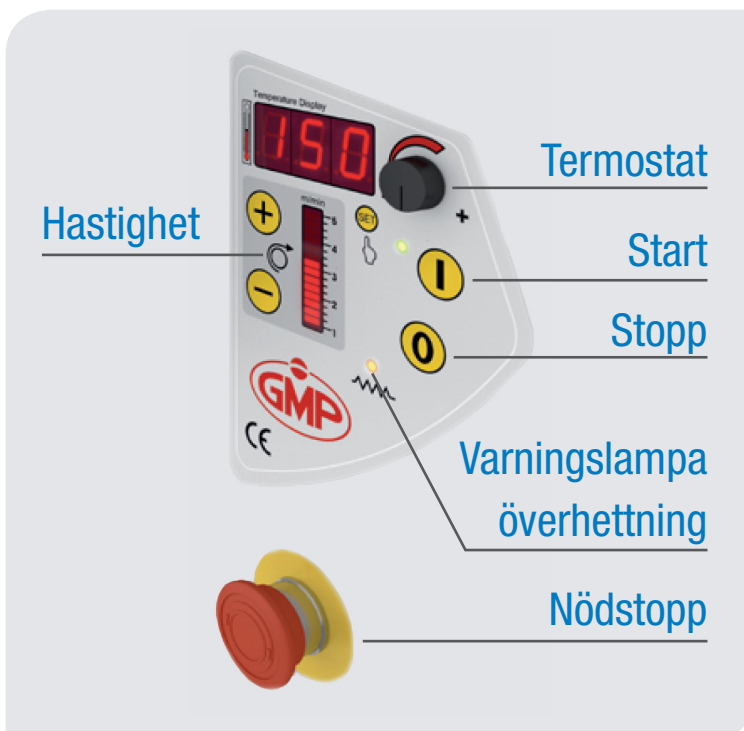 Temperature Display
150
Termostat
+
Hastighet
+
m/min
5
SET
4
Start
3
2
−
1
Stopp
0
GMP
CE
Varningslampa
överhettning
Nödstopp